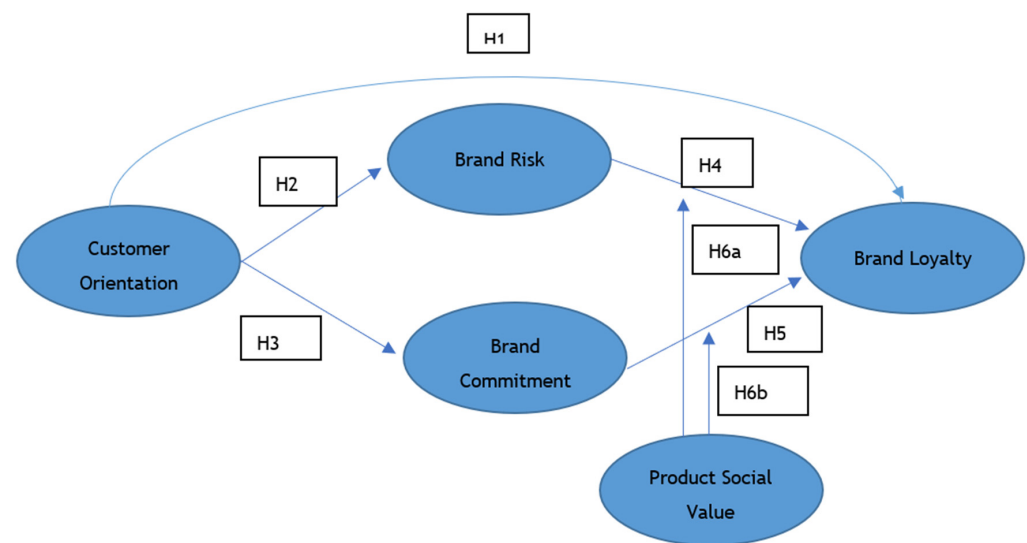 H1
Brand Risk
H2
H4
Customer
Orientation
H6a
Brand Loyalty
H3
Brand
Commitment
H5
H6b
Product Social
Value